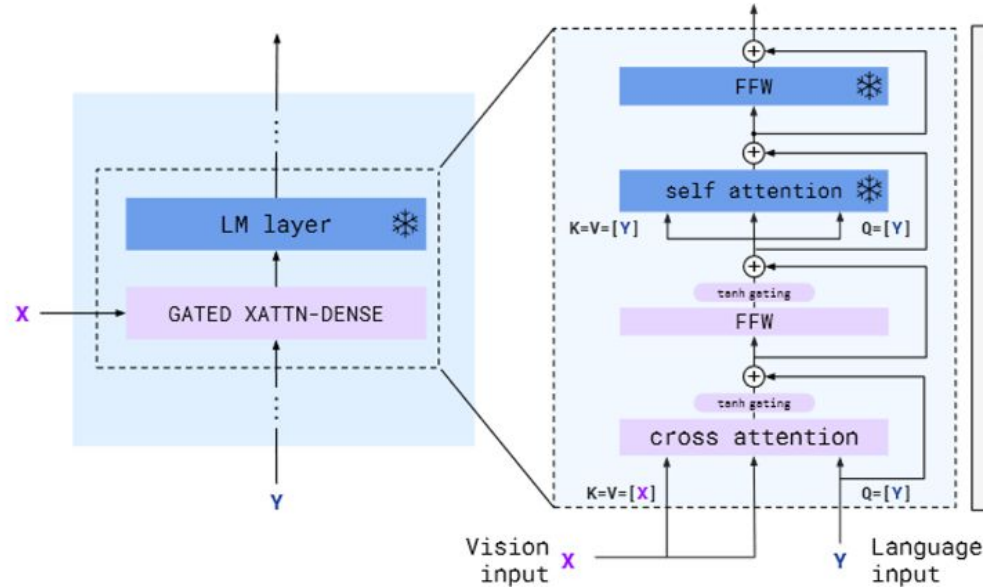 FFW
self attention
K=V=[Y]
Q=[Y]
tanh gating
FFW
tanh gating
cross attention
K=V=[X]
Q=[Y]
Vision
input
X
Y
Language
input
LM layer
X
GATED XATTN-DENSE
Y